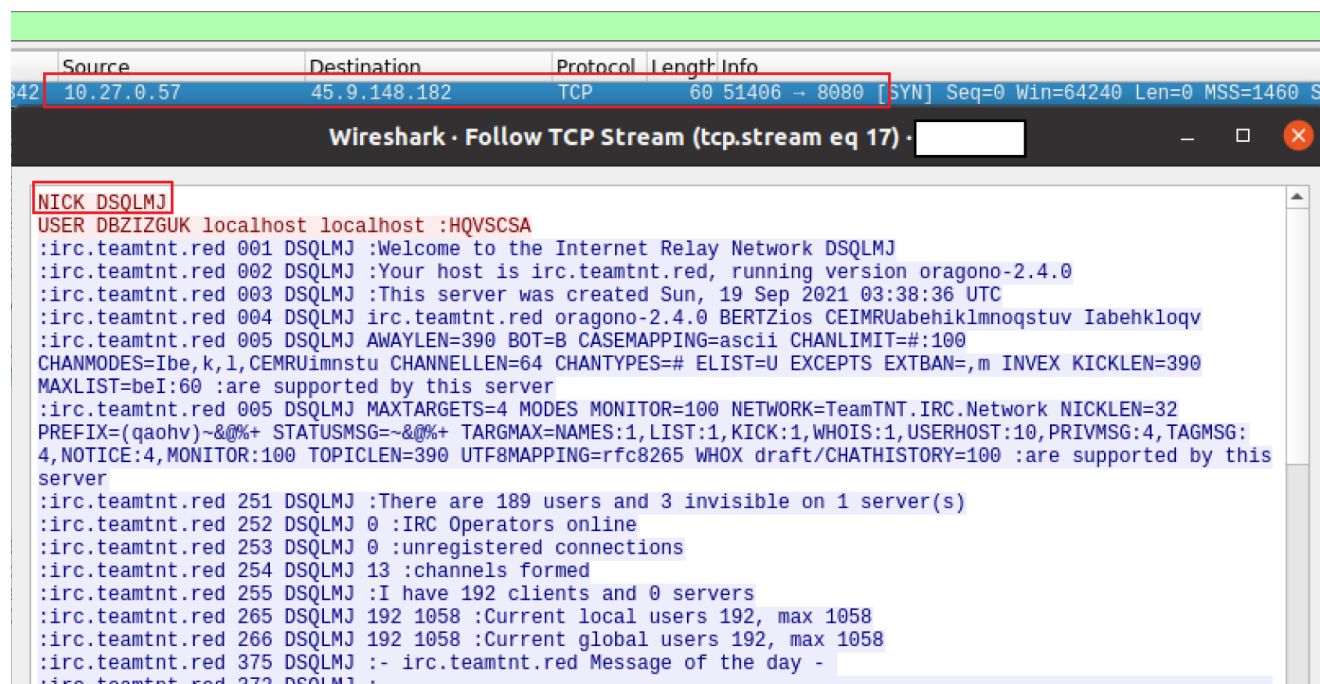 Source Destination Protocol Length Info
342 10.27.0.57 45.9.148.182 TCP 60 51406 → 8080 [SYN] Seq=0 Win=64240 Len=0 MSS=1460 S
Wireshark · Follow TCP Stream (tcp.stream eq 17) ·
NICK DSQLMJ
USER DBZIZGUK localhost localhost :HQVSCSA
:irc.teamtnt.red 001 DSQLMJ :Welcome to the Internet Relay Network DSQLMJ
:irc.teamtnt.red 002 DSQLMJ :Your host is irc.teamtnt.red, running version oragono-2.4.0
:irc.teamtnt.red 003 DSQLMJ :This server was created Sun, 19 Sep 2021 03:38:36 UTC
:irc.teamtnt.red 004 DSQLMJ irc.teamtnt.red oragono-2.4.0 BERTZios CEIMRUabehiklmnoqstuv Iabehkloqv
:irc.teamtnt.red 005 DSQLMJ AWAYLEN=390 BOT=B CASEMAPPING=ascii CHANLIMIT=#:100
CHANMODES=Ibe,k,l,CEMRUimnstu CHANNELLEN=64 CHANTYPES=# ELIST=U EXCEPTS EXTBAN=,m INVEX KICKLEN=390
MAXLIST=beI:60 :are supported by this server
:irc.teamtnt.red 005 DSQLMJ MAXTARGETS=4 MODES MONITOR=100 NETWORK=TeamTNT.IRC.Network NICKLEN=32
PREFIX=(qaohv)~&@%+ STATUSMSG=~&@%+ TARGMAX=NAMES:1,LIST:1,KICK:1,WHOIS:1,USERHOST:10,PRIVMSG:4,TAGMSG:
4,NOTICE:4,MONITOR:100 TOPICLEN=390 UTF8MAPPING=rfc8265 WHOX draft/CHATHISTORY=100 :are supported by this
server
:irc.teamtnt.red 251 DSQLMJ :There are 189 users and 3 invisible on 1 server(s)
:irc.teamtnt.red 252 DSQLMJ 0 :IRC Operators online
:irc.teamtnt.red 253 DSQLMJ 0 :unregistered connections
:irc.teamtnt.red 254 DSQLMJ 13 :channels formed
:irc.teamtnt.red 255 DSQLMJ :I have 192 clients and 0 servers
:irc.teamtnt.red 265 DSQLMJ 192 1058 :Current local users 192, max 1058
:irc.teamtnt.red 266 DSQLMJ 192 1058 :Current global users 192, max 1058
:irc.teamtnt.red 375 DSQLMJ :- irc.teamtnt.red Message of the day -
:irc.teamtnt.red 372 DSQLMJ :